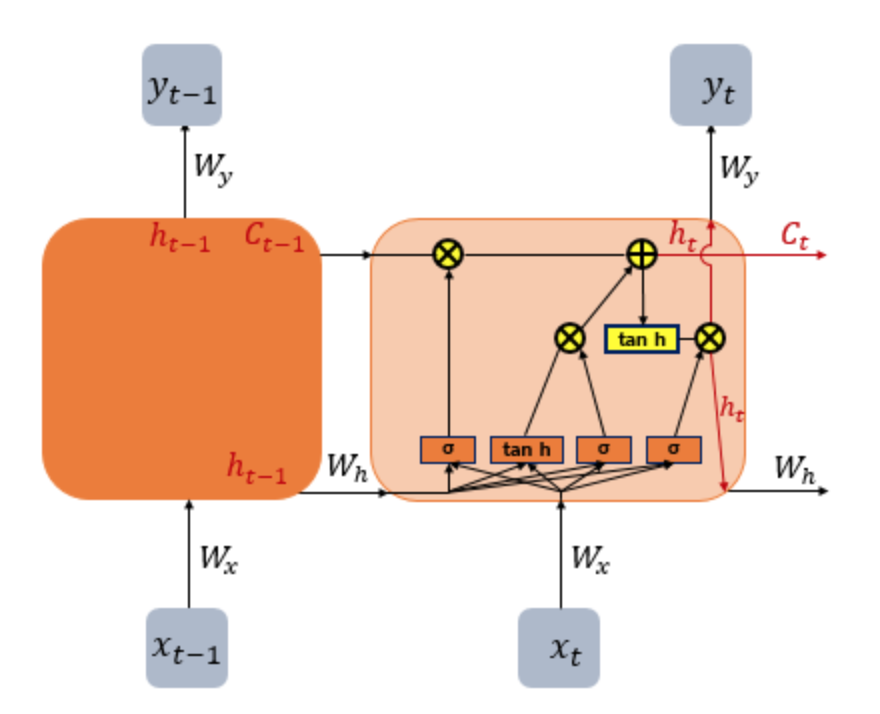 y_{t-1}
y_t
W_y
W_y
h_{t-1}
C_{t-1}
h_t
C_t
tan h
h_t
σ
tan h
σ
σ
h_{t-1}
W_h
W_h
W_x
W_x
x_{t-1}
x_t